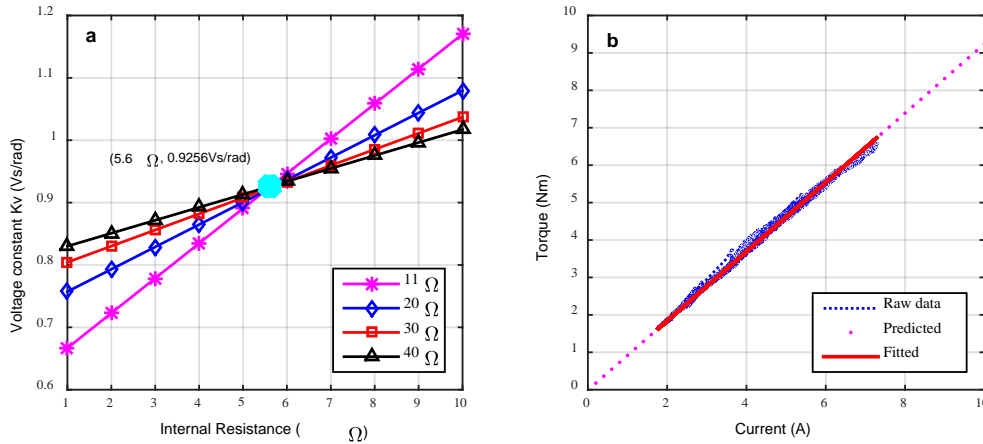 a
1.2
1.1
1
0.9
0.8
0.7
0.6
Voltage constant Kv (Vs/rad)
(5.6 Ω, 0.9256Vs/rad)
11 Ω
20 Ω
30 Ω
40 Ω
1 2 3 4 5 6 7 8 9 10
Internal Resistance ( Ω)
b
10
9
8
7
6
5
4
3
2
1
0
Torque (Nm)
Raw data
Predicted
Fitted
0 2 4 6 8 10
Current (A)